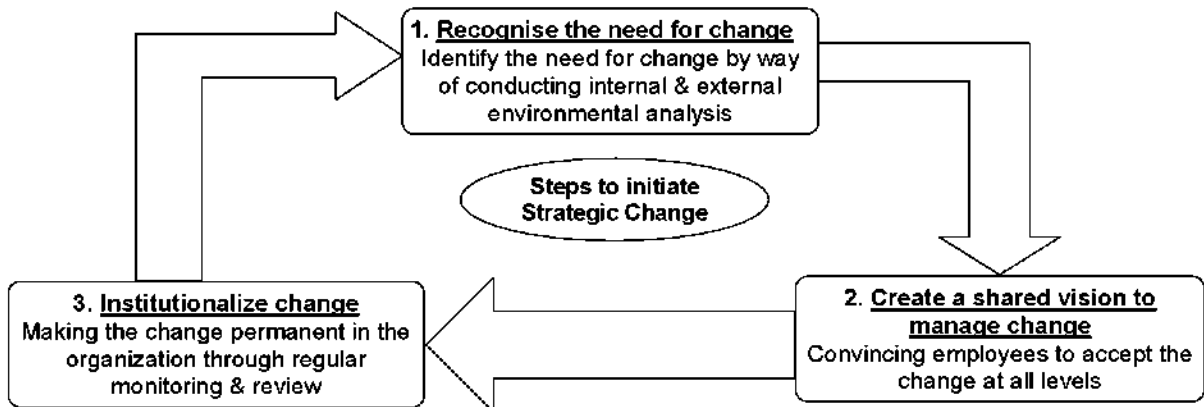 1. Recognise the need for change
Identify the need for change by way
of conducting internal & external
environmental analysis
Steps to initiate
Strategic Change
2. Create a shared vision to
manage change
Convincing employees to accept the
change at all levels
3. Institutionalize change
Making the change permanent in the
organization through regular
monitoring & review